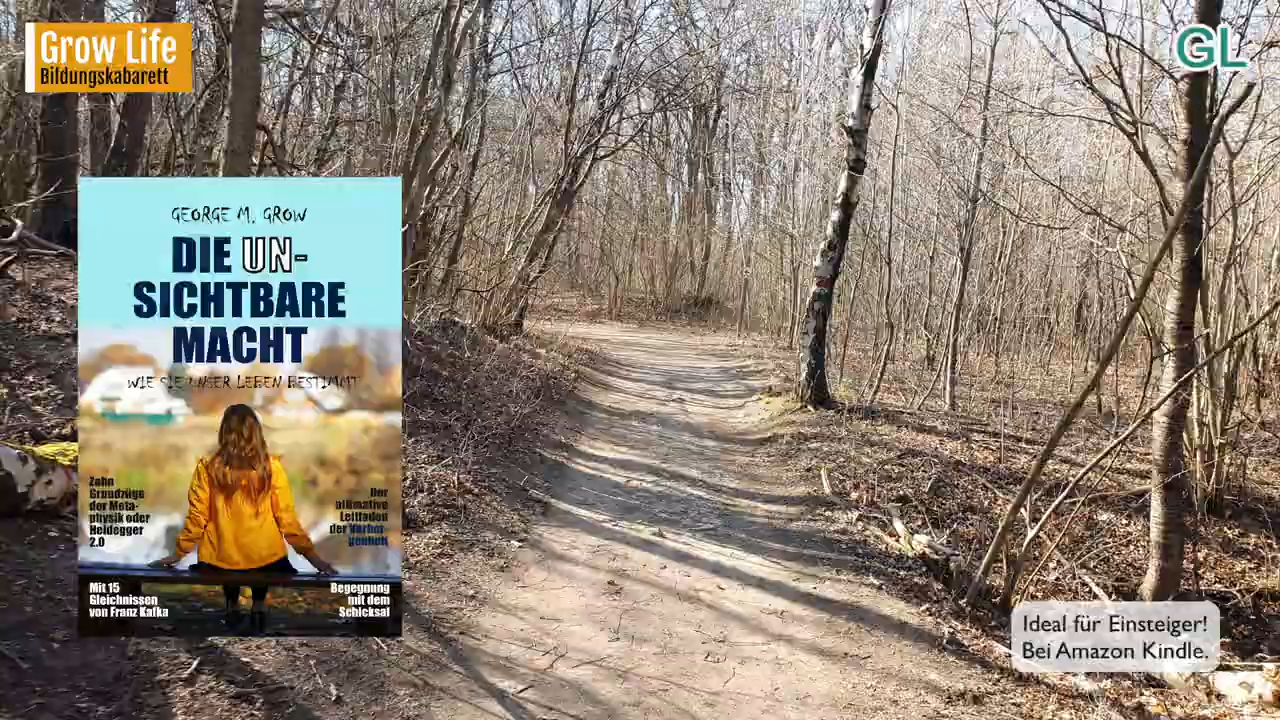 Grow Life
Bildungskabarett
GL
GEORGE M. GROW
DIE UN-
SICHTBARE
MACHT
WIE SIE UNSER LEBEN BESTIMMT
Zehn
Grundzüge
der Meta-
physik oder
Heidegger
2.0
Der
ultimative
Leitfaden
der Verbor-
genheit
Mit 15
Gleichnissen
von Franz Kafka
Begegnung
mit dem
Schicksal
Ideal für Einsteiger!
Bei Amazon Kindle.